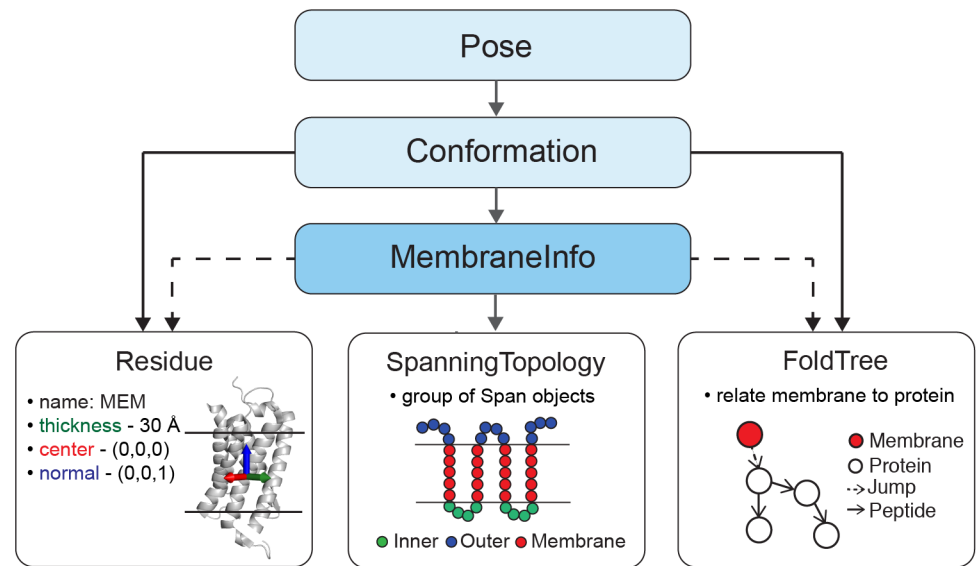 Pose
Conformation
MembraneInfo
Residue
• name: MEM
• thickness - 30 Å
• center - (0,0,0)
• normal - (0,0,1)
SpanningTopology
• group of Span objects
Inner Outer Membrane
FoldTree
• relate membrane to protein
Membrane
Protein
Jump
Peptide